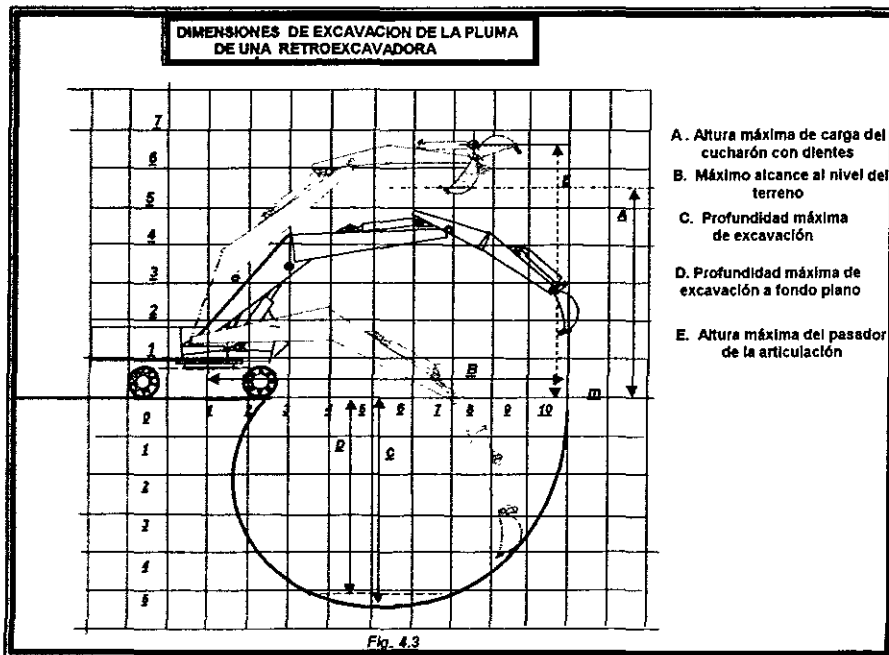 DIMENSIONES DE EXCAVACION DE LA PLUMA
DE UNA RETROEXCAVADORA
7
6
5
4
3
2
1
0
1
2
3
4
5
1 2 3 4 5 6 7 8 9 10 m
A
B
C
D
E
A. Altura máxima de carga del
cucharón con dientes
B. Máximo alcance al nivel del
terreno
C. Profundidad máxima
de excavación
D. Profundidad máxima de
excavación a fondo plano
E. Altura máxima del pasador
de la articulación
Fig. 4.3